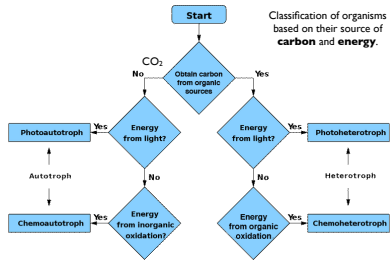 Start
Classification of organisms
based on their source of
carbon and energy.
CO₂
No
Obtain carbon
from organic
sources
Yes
Photoautotroph
Yes
Energy
from light?
Energy
from light?
Yes
Photoheterotroph
Autotroph
No
No
Heterotroph
Chemoautotroph
Yes
Energy
from inorganic
oxidation?
Energy
from organic
oxidation
Yes
Chemoheterotroph